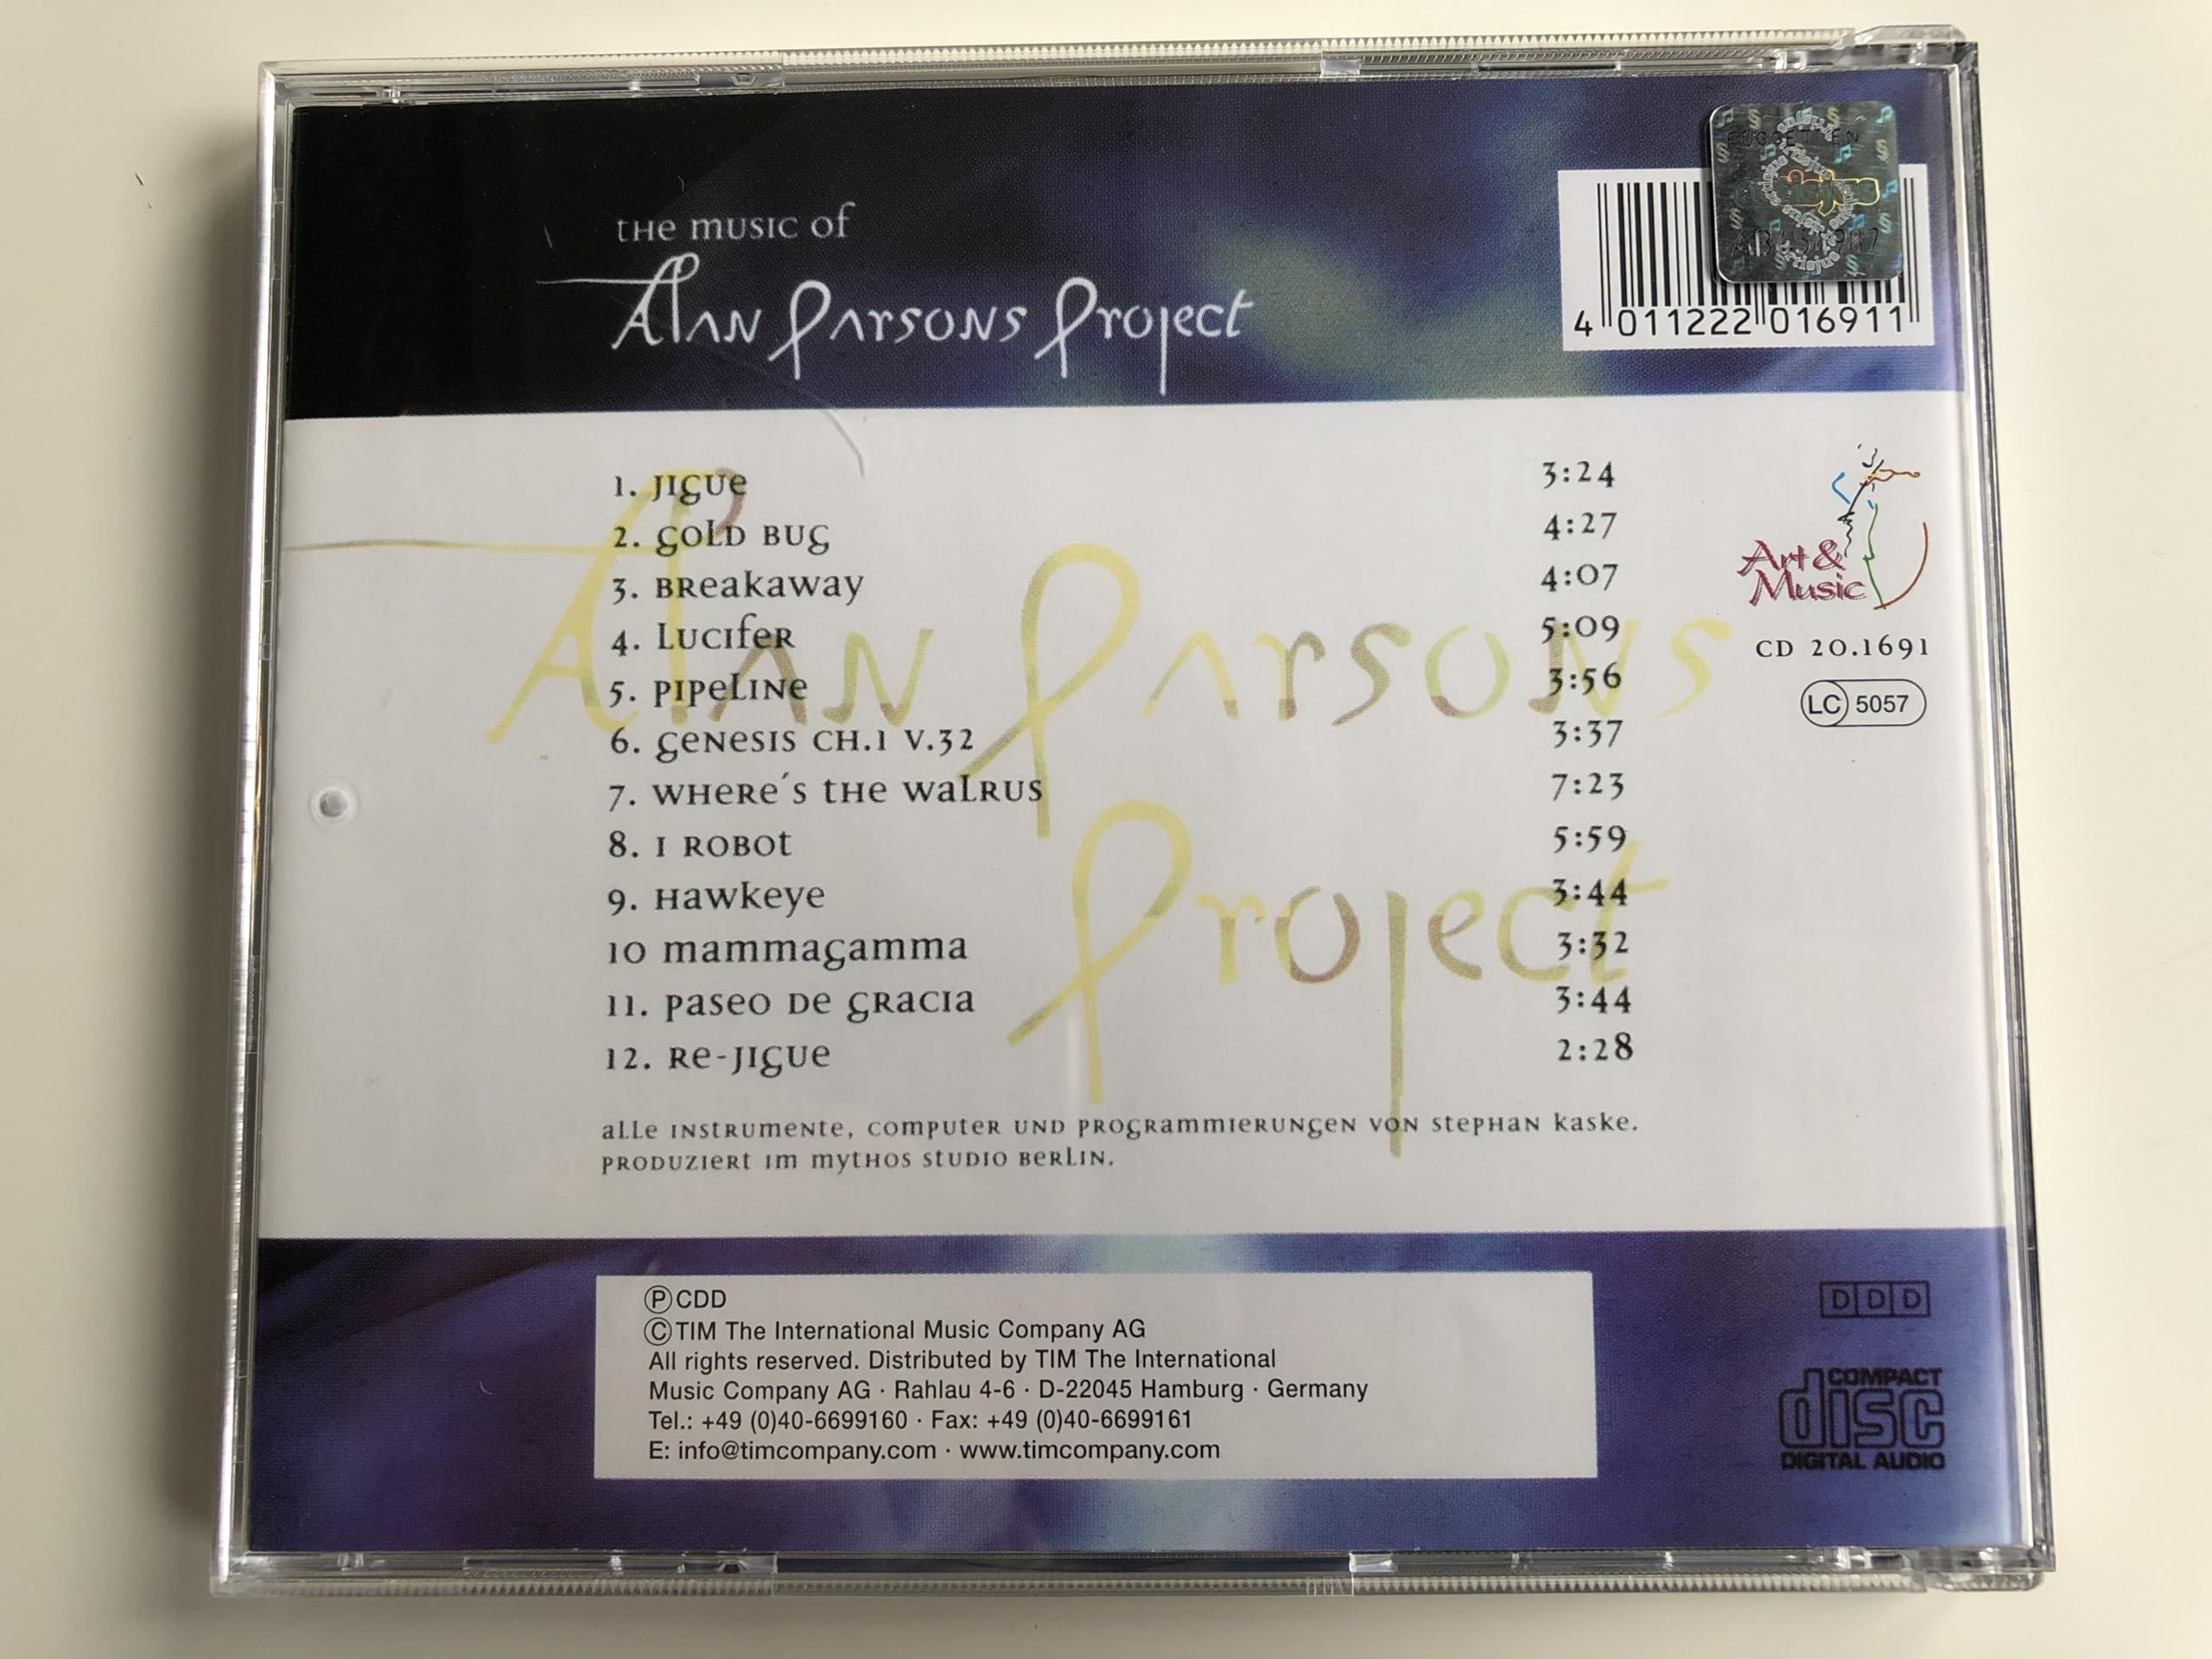 the music of
Alan Parsons Project
4 011222 016911
1. Jigue 3:24
2. Gold Bug 4:27
3. Breakaway 4:07
4. Lucifer 5:09
5. Pipeline 3:56
6. Genesis CH.1 V.32 3:37
7. Where´s the Walrus 7:23
8. I Robot 5:59
9. Hawkeye 3:44
10 Mammagamma 3:32
11. Paseo De Gracia 3:44
12. Re-Jigue 2:28
Alan Parsons
Project
Art &
Music
CD 20.1691
LC 5057
alle Instrumente, Computer und Programmierungen von Stephan Kaske.
Produziert im Mythos Studio Berlin.
ⓅCDD
©TIM The International Music Company AG
All rights reserved. Distributed by TIM The International
Music Company AG · Rahlau 4-6 · D-22045 Hamburg · Germany
Tel.: +49 (0)40-6699160 · Fax: +49 (0)40-6699161
E: info@timcompany.com · www.timcompany.com
DDD
COMPACT
disc
DIGITAL AUDIO